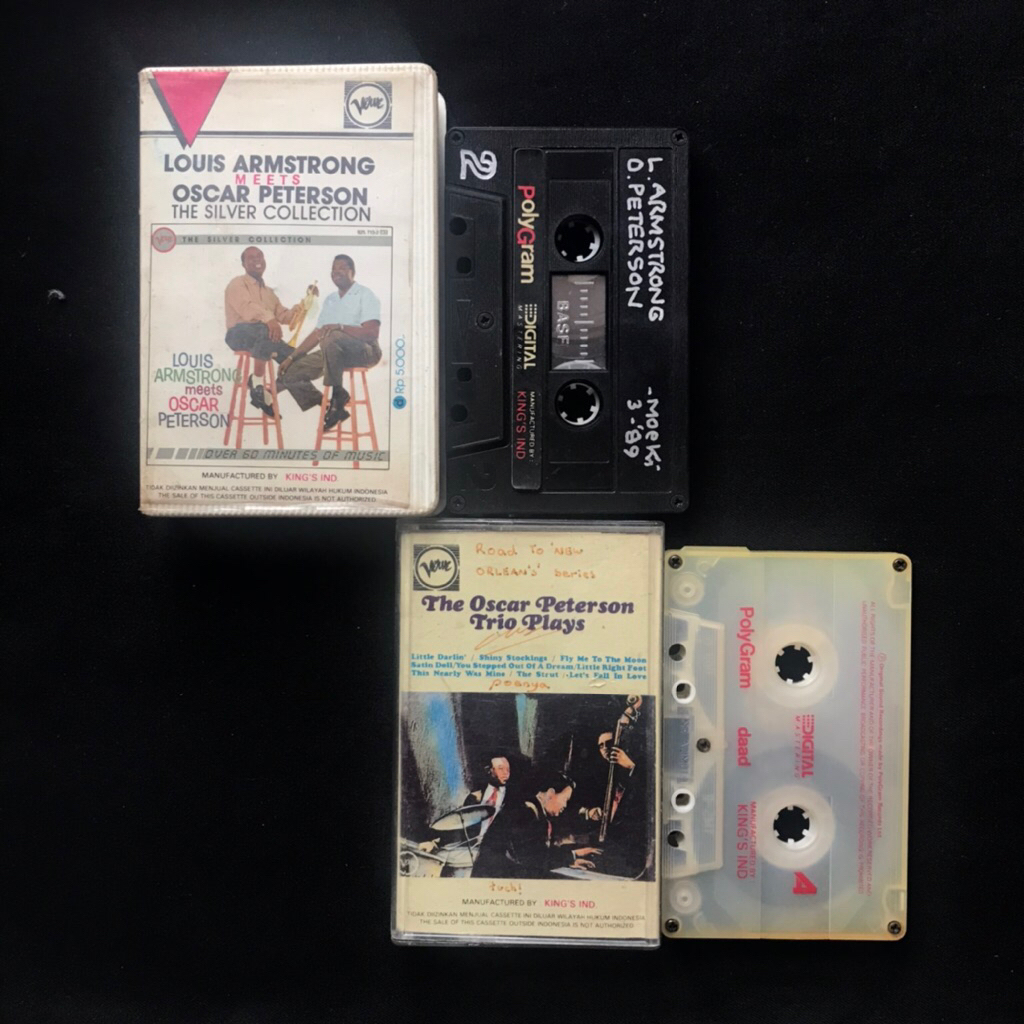 Verve
LOUIS ARMSTRONG
MEETS
OSCAR PETERSON
THE SILVER COLLECTION
THE SILVER COLLECTION
LOUIS
ARMSTRONG
meets
OSCAR
PETERSON
Rp 5.000,
OVER 60 MINUTES OF MUSIC
MANUFACTURED BY KING'S IND.
TIDAK DIIZINKAN MENJUAL CASSETTE INI DILUAR WILAYAH HUKUM INDONESIA
THE SALE OF THIS CASSETTE OUTSIDE INDONESIA IS NOT AUTHORIZED
L. ARMSTRONG
O. PETERSON
- MOEKI
3-'89
BASF
2
PolyGram
DIGITAL
MASTERING
MANUFACTURED BY:
KING'S IND
Verve
Road To 'NEW
ORLEAN'S' series
The Oscar Peterson
Trio Plays
Little Darlin' / Shiny Stockings / Fly Me To The Moon
Satin Doll/You Stepped Out Of A Dream/Little Right Foot
This Nearly Was Mine / The Strut / Let's Fall In Love
MANUFACTURED BY KING'S IND.
TIDAK DIIZINKAN MENJUAL CASSETTE INI DILUAR WILAYAH HUKUM INDONESIA
THE SALE OF THIS CASSETTE OUTSIDE INDONESIA IS NOT AUTHORIZED
PolyGram
DIGITAL
MASTERING
daad
MANUFACTURED BY
KING'S IND
A